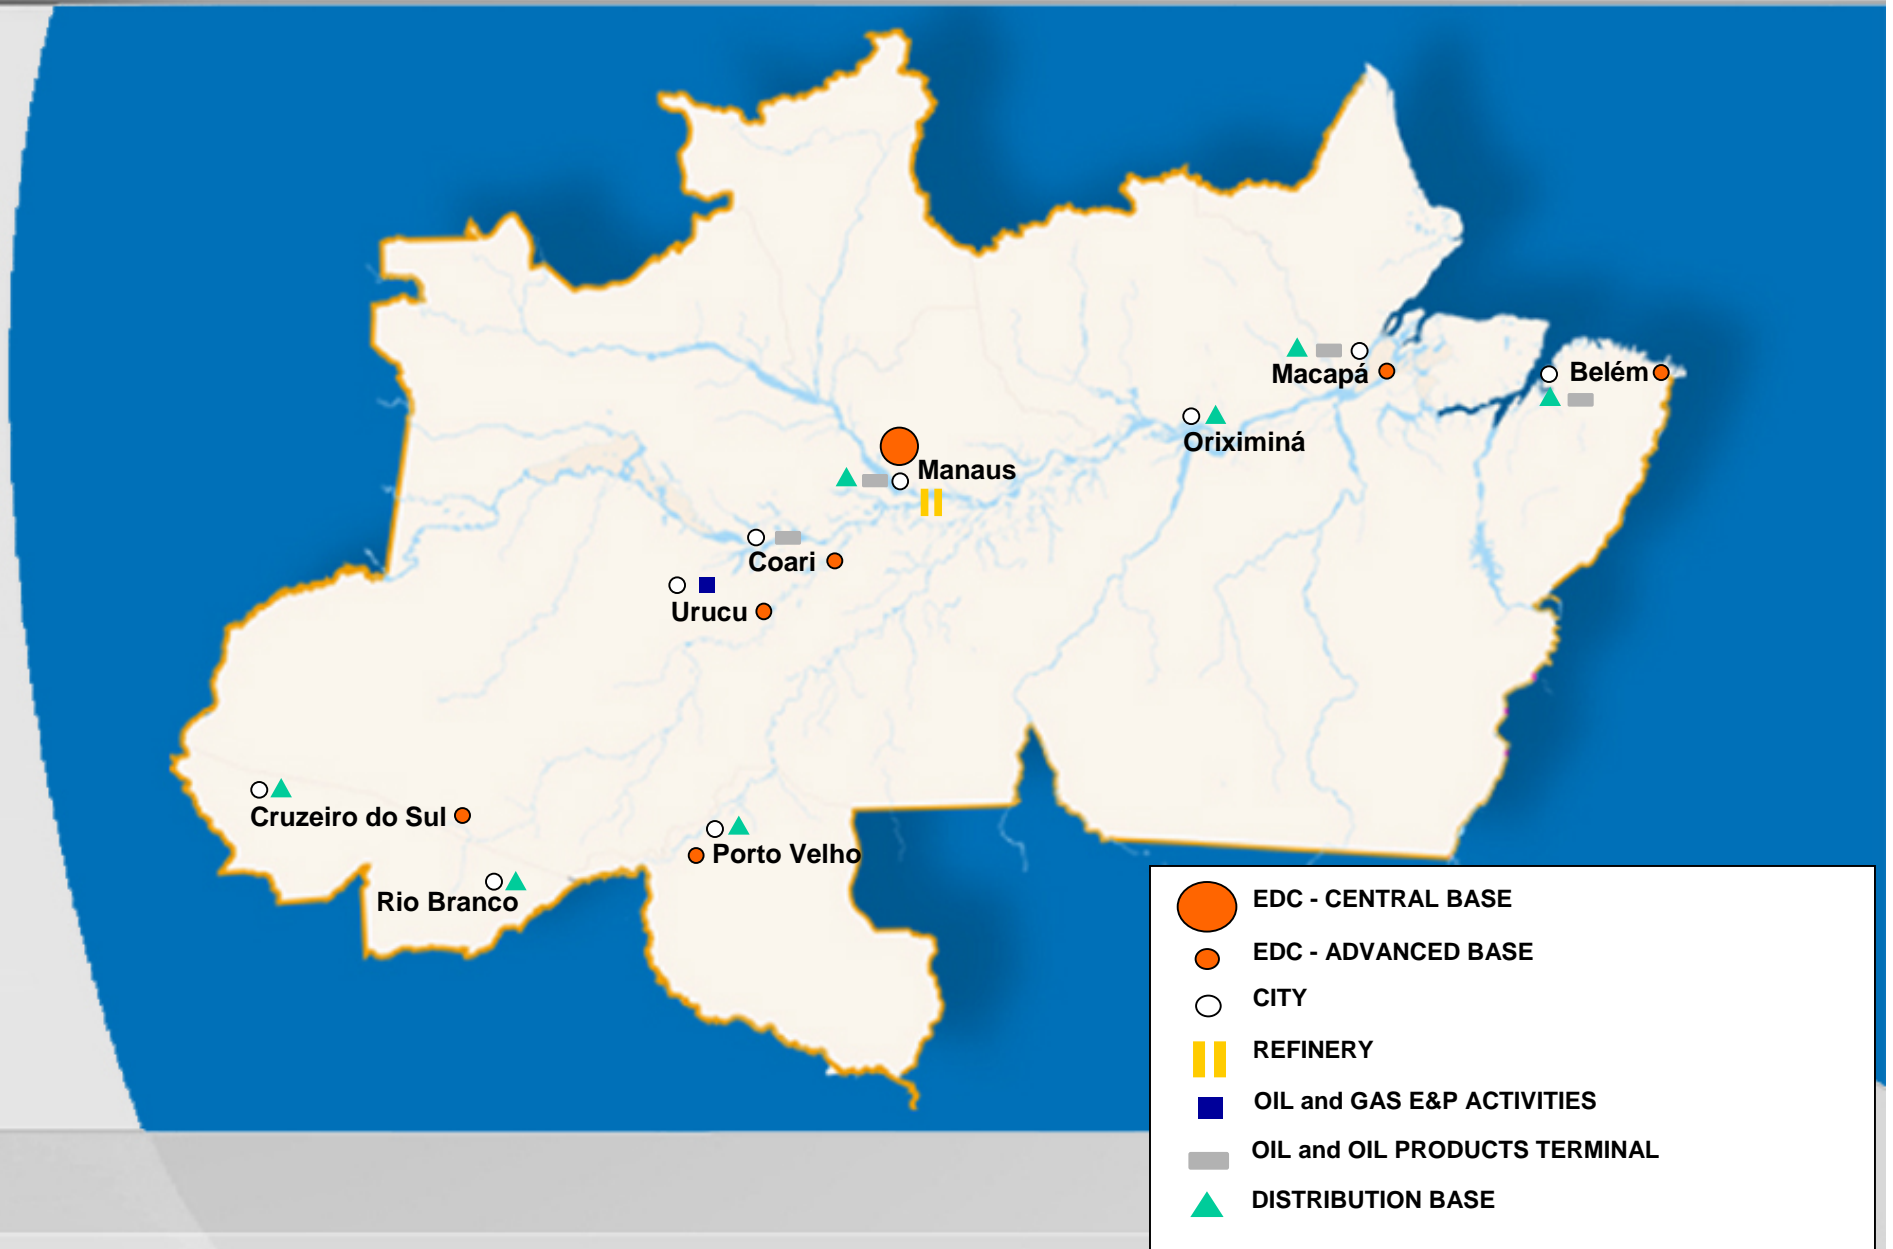 Macapá
Belém
Oriximiná
Manaus
Coari
Urucu
Cruzeiro do Sul
Porto Velho
Rio Branco
EDC - CENTRAL BASE
EDC - ADVANCED BASE
CITY
REFINERY
OIL and GAS E&P ACTIVITIES
OIL and OIL PRODUCTS TERMINAL
DISTRIBUTION BASE